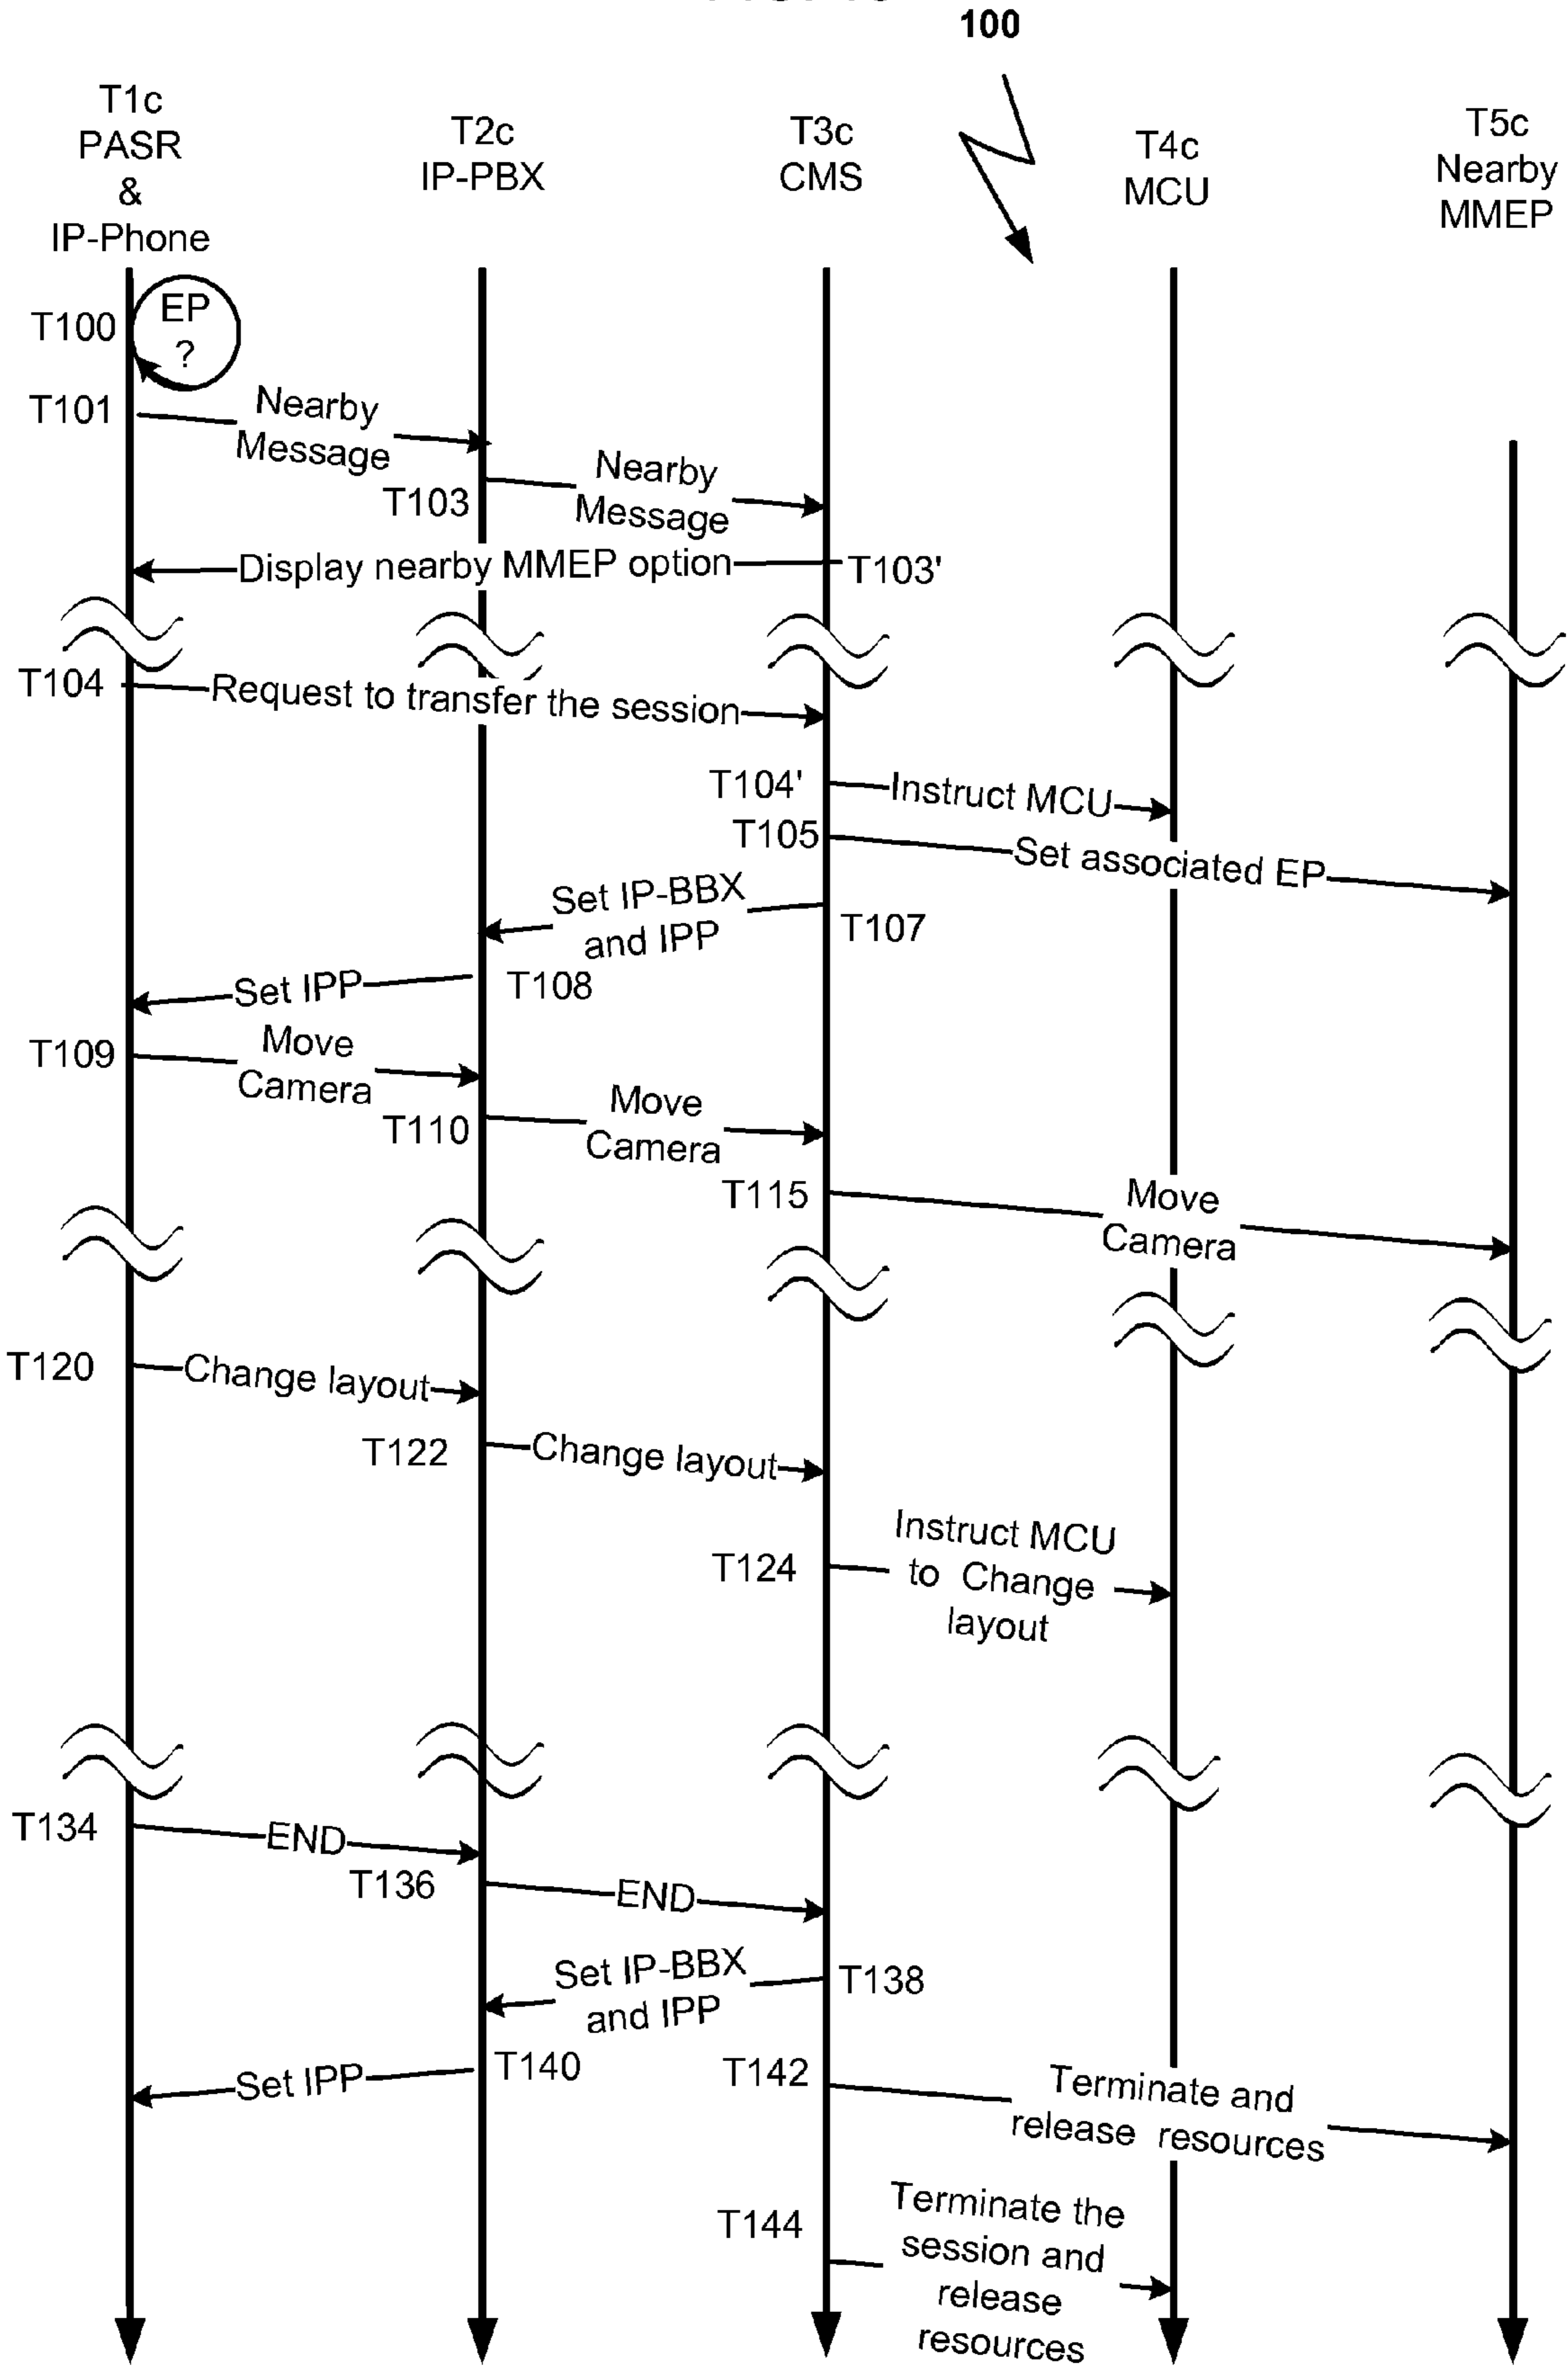 100
T1c
PASR
&
IP-Phone
T2c
IP-PBX
T3c
CMS
T4c
MCU
T5c
Nearby
MMEP
T100
EP
?
T101
Nearby
Message
T103
Nearby
Message
Display nearby MMEP option
T103'
T104
Request to transfer the session
T104'
Instruct MCU
T105
Set associated EP
Set IP-BBX
and IPP
T107
Set IPP
T108
T109
Move
Camera
T110
Move
Camera
T115
Move
Camera
T120
Change layout
T122
Change layout
T124
Instruct MCU
to Change
layout
T134
END
T136
END
Set IP-BBX
and IPP
T138
Set IPP
T140
T142
Terminate and
release resources
T144
Terminate the
session and
release
resources